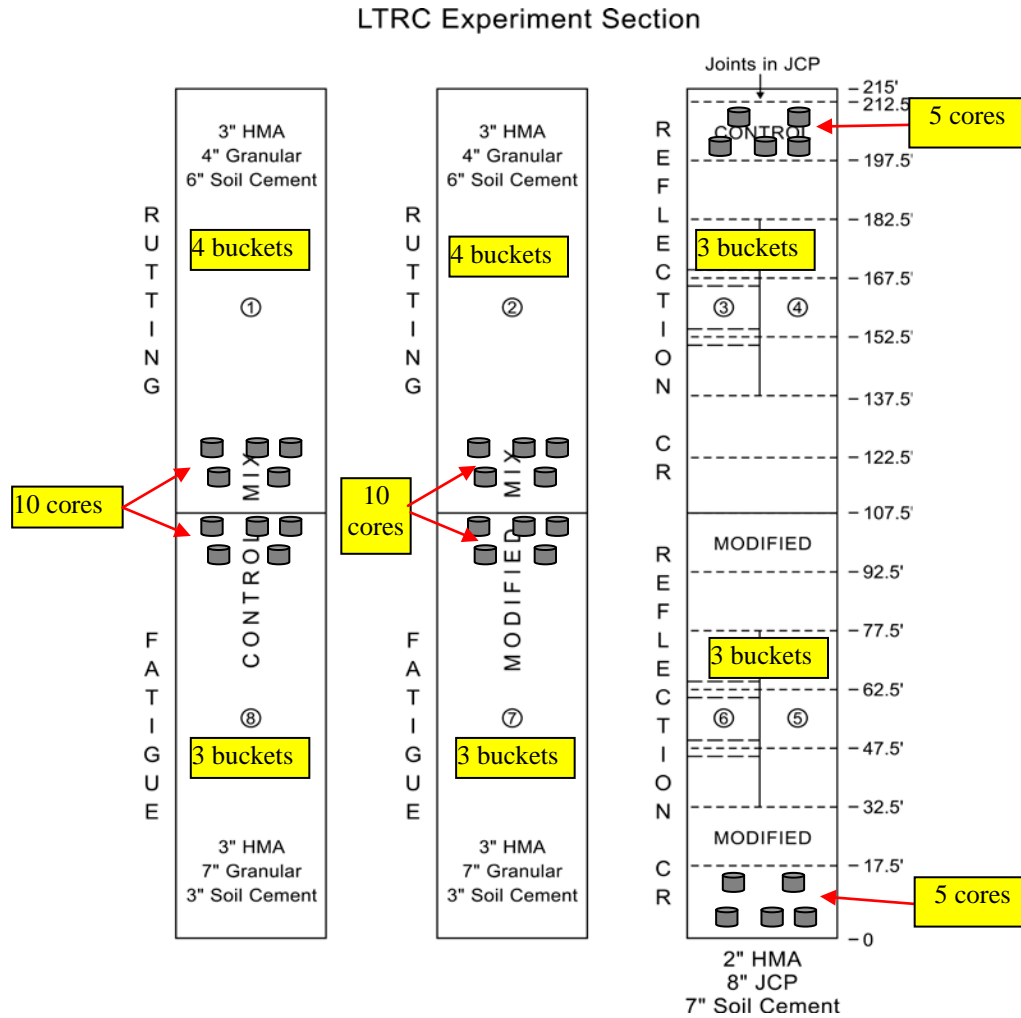 LTRC Experiment Section
3" HMA
4" Granular
6" Soil Cement
RUTTING
4 buckets
①
10 cores
CONTROL MIX
FATIGUE
⑧
3 buckets
3" HMA
7" Granular
3" Soil Cement
3" HMA
4" Granular
6" Soil Cement
RUTTING
4 buckets
②
10
cores
MODIFIED MIX
FATIGUE
⑦
3 buckets
3" HMA
7" Granular
3" Soil Cement
Joints in JCP
CONTROL
5 cores
REFLECTION CR
3 buckets
③ ④
MODIFIED
REFLECTION CR
3 buckets
⑥ ⑤
MODIFIED
5 cores
215'
212.5'
197.5'
182.5'
167.5'
152.5'
137.5'
122.5'
107.5'
92.5'
77.5'
62.5'
47.5'
32.5'
17.5'
0
2" HMA
8" JCP
7" Soil Cement